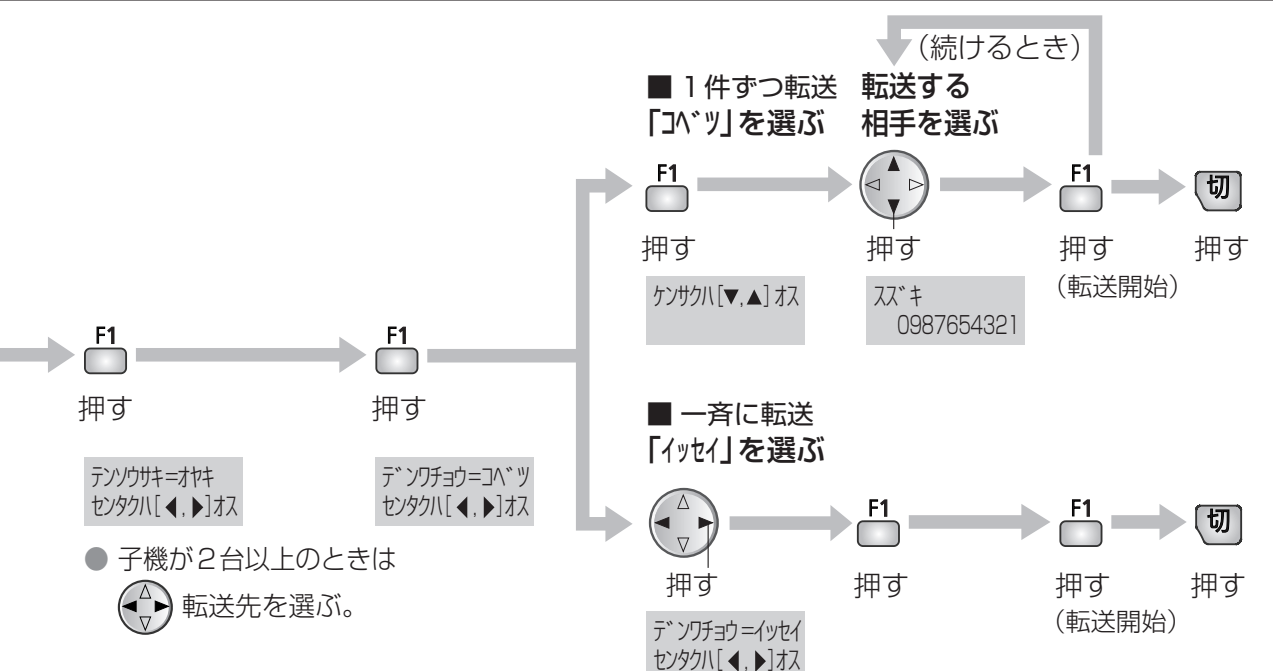 (続けるとき)
■ 1件ずつ転送
「ｺﾍﾞﾂ」を選ぶ
転送する
相手を選ぶ
F1
F1
切
押す
押す
押す
(転送開始)
押す
ｹﾝｻｸﾊ[▼,▲]ｵｽ
ｽｽﾞｷ
0987654321
F1
F1
押す
押す
ﾃﾝｿｳｻｷ=ｵﾔｷ
ｾﾝﾀｸﾊ[◀,▶]ｵｽ
ﾃﾞﾝﾜﾁｮｳ=ｺﾍﾞﾂ
ｾﾝﾀｸﾊ[◀,▶]ｵｽ
● 子機が2台以上のときは
転送先を選ぶ。
■ 一斉に転送
「ｲｯｾｲ」を選ぶ
F1
F1
切
押す
押す
押す
(転送開始)
押す
ﾃﾞﾝﾜﾁｮｳ=ｲｯｾｲ
ｾﾝﾀｸﾊ[◀,▶]ｵｽ